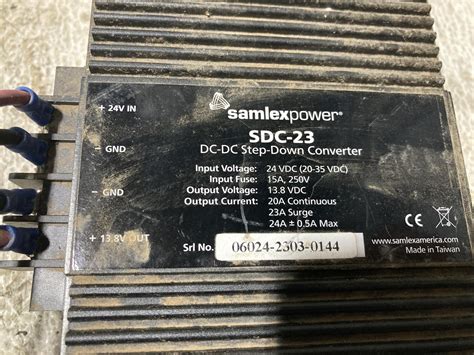 samlexpower®
SDC-23
DC-DC Step-Down Converter
+ 24V IN
- GND
- GND
+ 13.8V OUT
Input Voltage: 24 VDC (20-35 VDC)
Input Fuse: 15A, 250V
Output Voltage: 13.8 VDC
Output Current: 20A Continuous
23A Surge
24A ± 0.5A Max
Srl No. 06024-2303-0144
CE
www.samlexamerica.com
Made in Taiwan